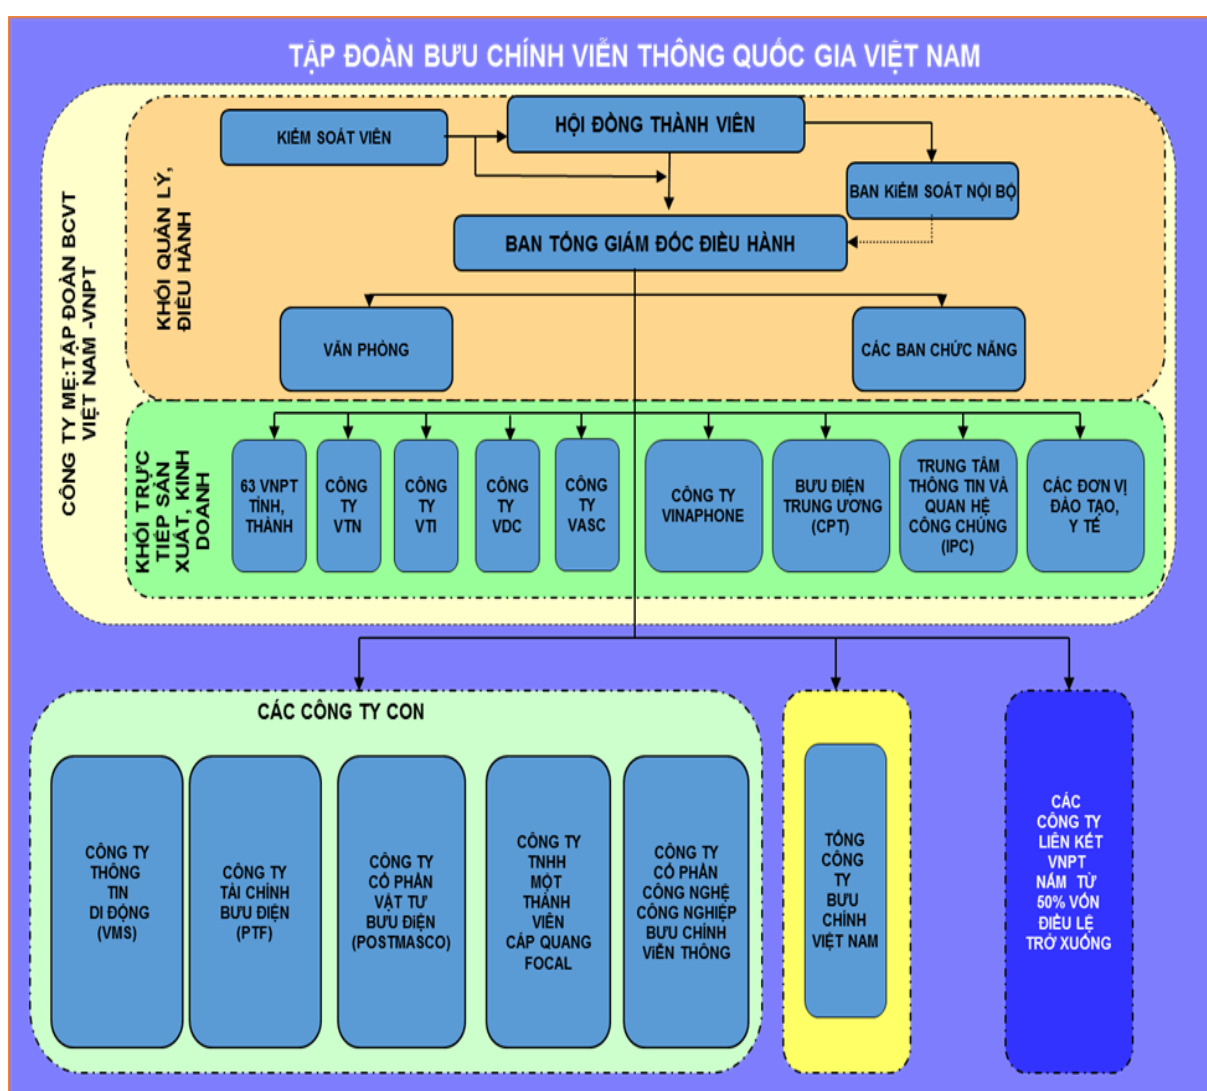 TẬP ĐOÀN BƯU CHÍNH VIỄN THÔNG QUỐC GIA VIỆT NAM
CÔNG TY MẸ:TẬP ĐOÀN BCVT
VIỆT NAM -VNPT
KHỐI QUẢN LÝ,
ĐIỀU HÀNH
KIỂM SOÁT VIÊN
HỘI ĐỒNG THÀNH VIÊN
BAN KIỂM SOÁT NỘI BỘ
BAN TỔNG GIÁM ĐỐC ĐIỀU HÀNH
VĂN PHÒNG
CÁC BAN CHỨC NĂNG
KHỐI TRỰC
TIẾP SẢN
XUẤT, KINH
DOANH
63 VNPT
TỈNH,
THÀNH
CÔNG
TY
VTN
CÔNG
TY
VTI
CÔNG
TY
VDC
CÔNG
TY
VASC
CÔNG TY
VINAPHONE
BƯU ĐIỆN
TRUNG ƯƠNG
(CPT)
TRUNG TÂM
THÔNG TIN VÀ
QUAN HỆ
CÔNG CHÚNG
(IPC)
CÁC ĐƠN VỊ
ĐÀO TẠO,
Y TẾ
CÁC CÔNG TY CON
CÔNG TY
THÔNG
TIN
DI ĐỘNG
(VMS)
CÔNG TY
TÀI CHÍNH
BƯU ĐIỆN
(PTF)
CÔNG TY
CỔ PHẦN
VẬT TƯ
BƯU ĐIỆN
(POSTMASCO)
CÔNG TY
TNHH
MỘT
THÀNH
VIÊN
CÁP QUANG
FOCAL
CÔNG TY
CỔ PHẦN
CÔNG NGHỆ
CÔNG NGHIỆP
BƯU CHÍNH
VIỄN THÔNG
TỔNG
CÔNG
TY
BƯU
CHÍNH
VIỆT NAM
CÁC
CÔNG TY
LIÊN KẾT
VNPT
NẮM TỪ
50% VỐN
ĐIỀU LỆ
TRỞ XUỐNG